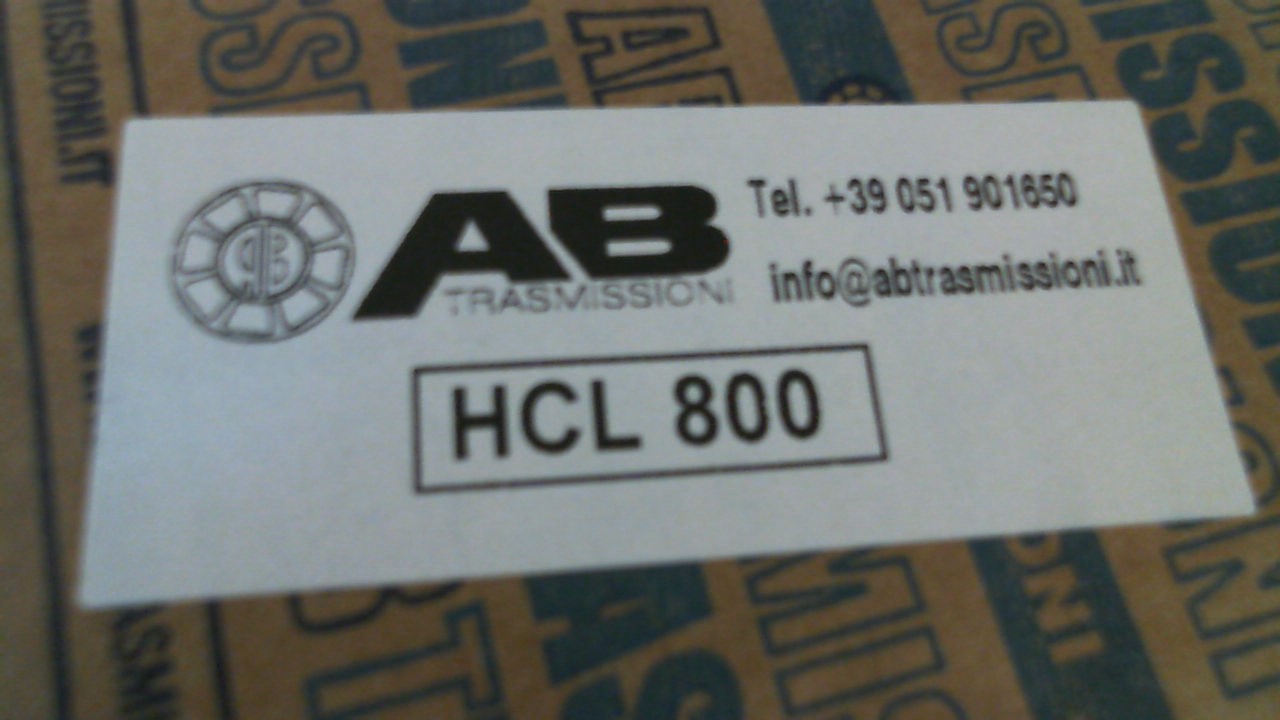 AB
TRASMISSIONI
Tel. +39 051 901650
info@abtrasmissioni.it
HCL 800